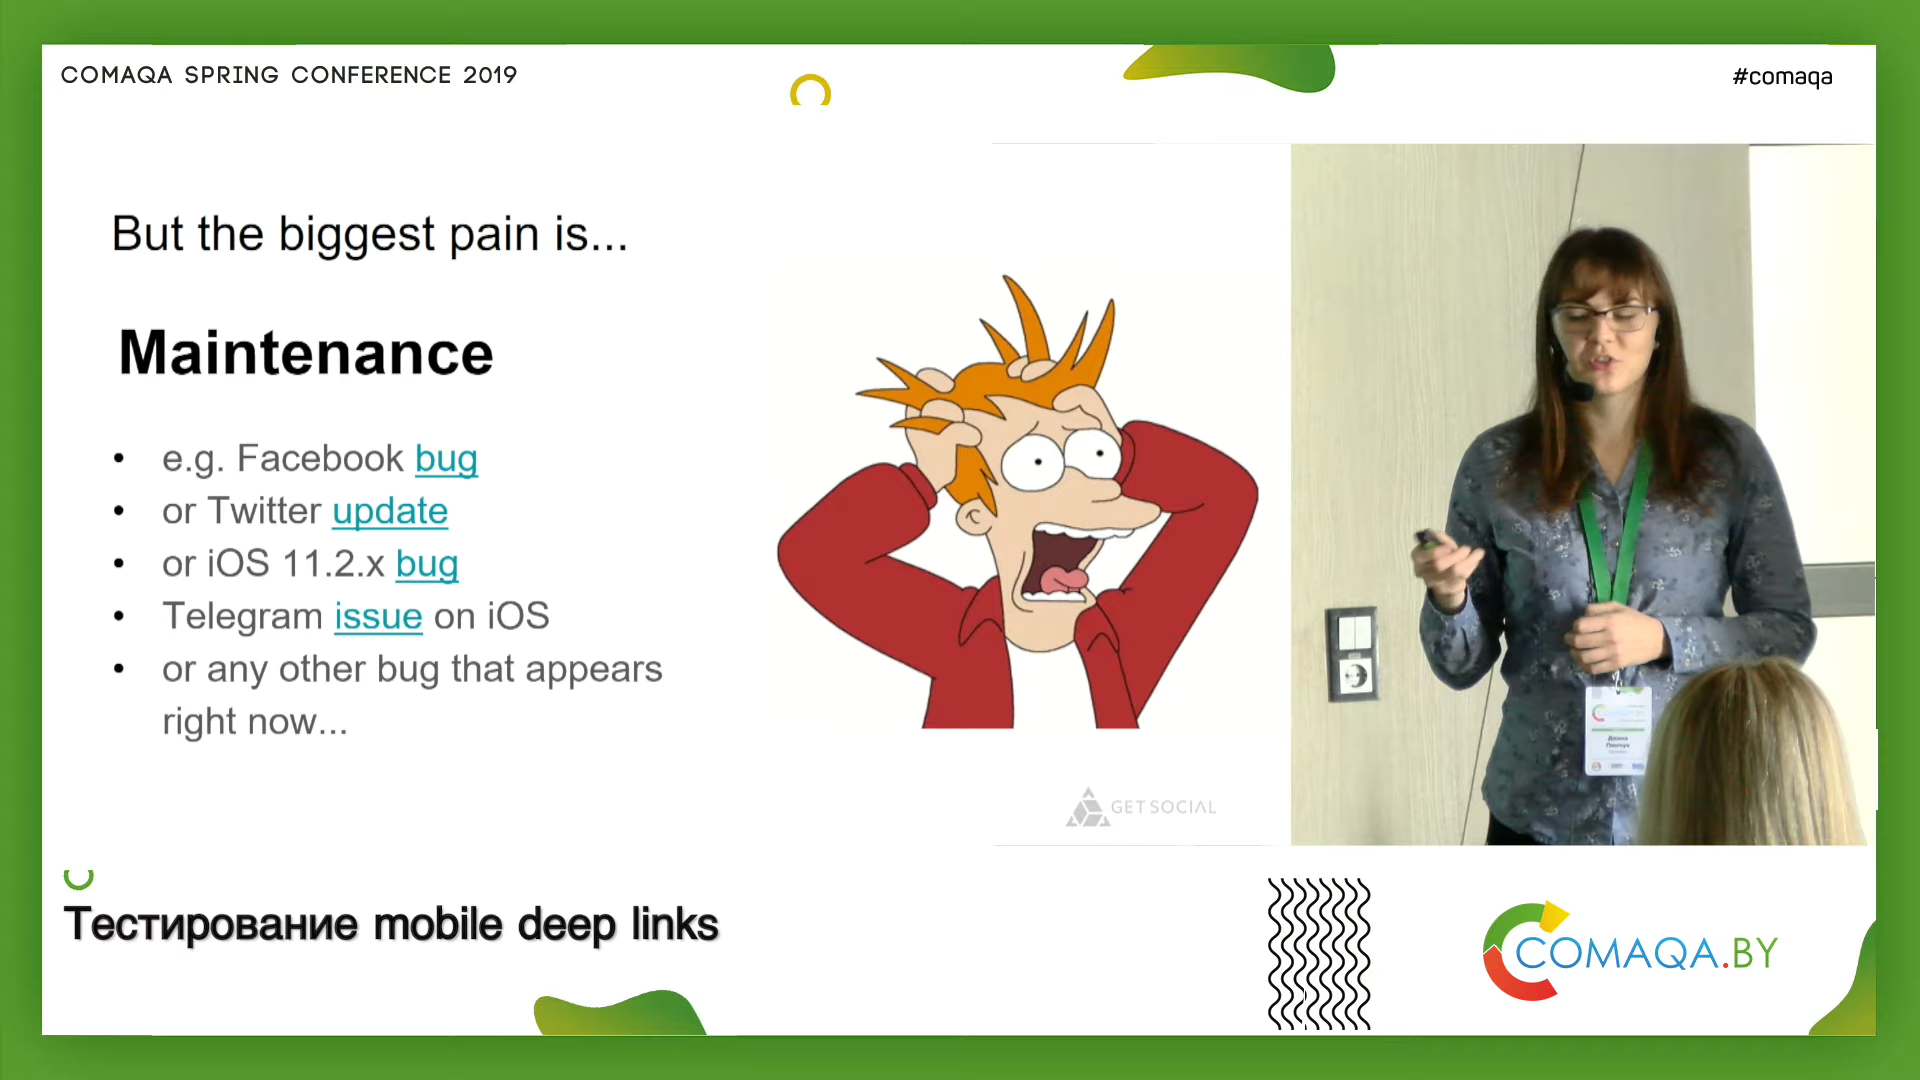 COMAQA SPRING CONFERENCE 2019
#comaqa
But the biggest pain is...
Maintenance
• e.g. Facebook bug
• or Twitter update
• or iOS 11.2.x bug
• Telegram issue on iOS
• or any other bug that appears
right now...
GETSOCIAL
Тестирование mobile deep links
COMAQA.BY